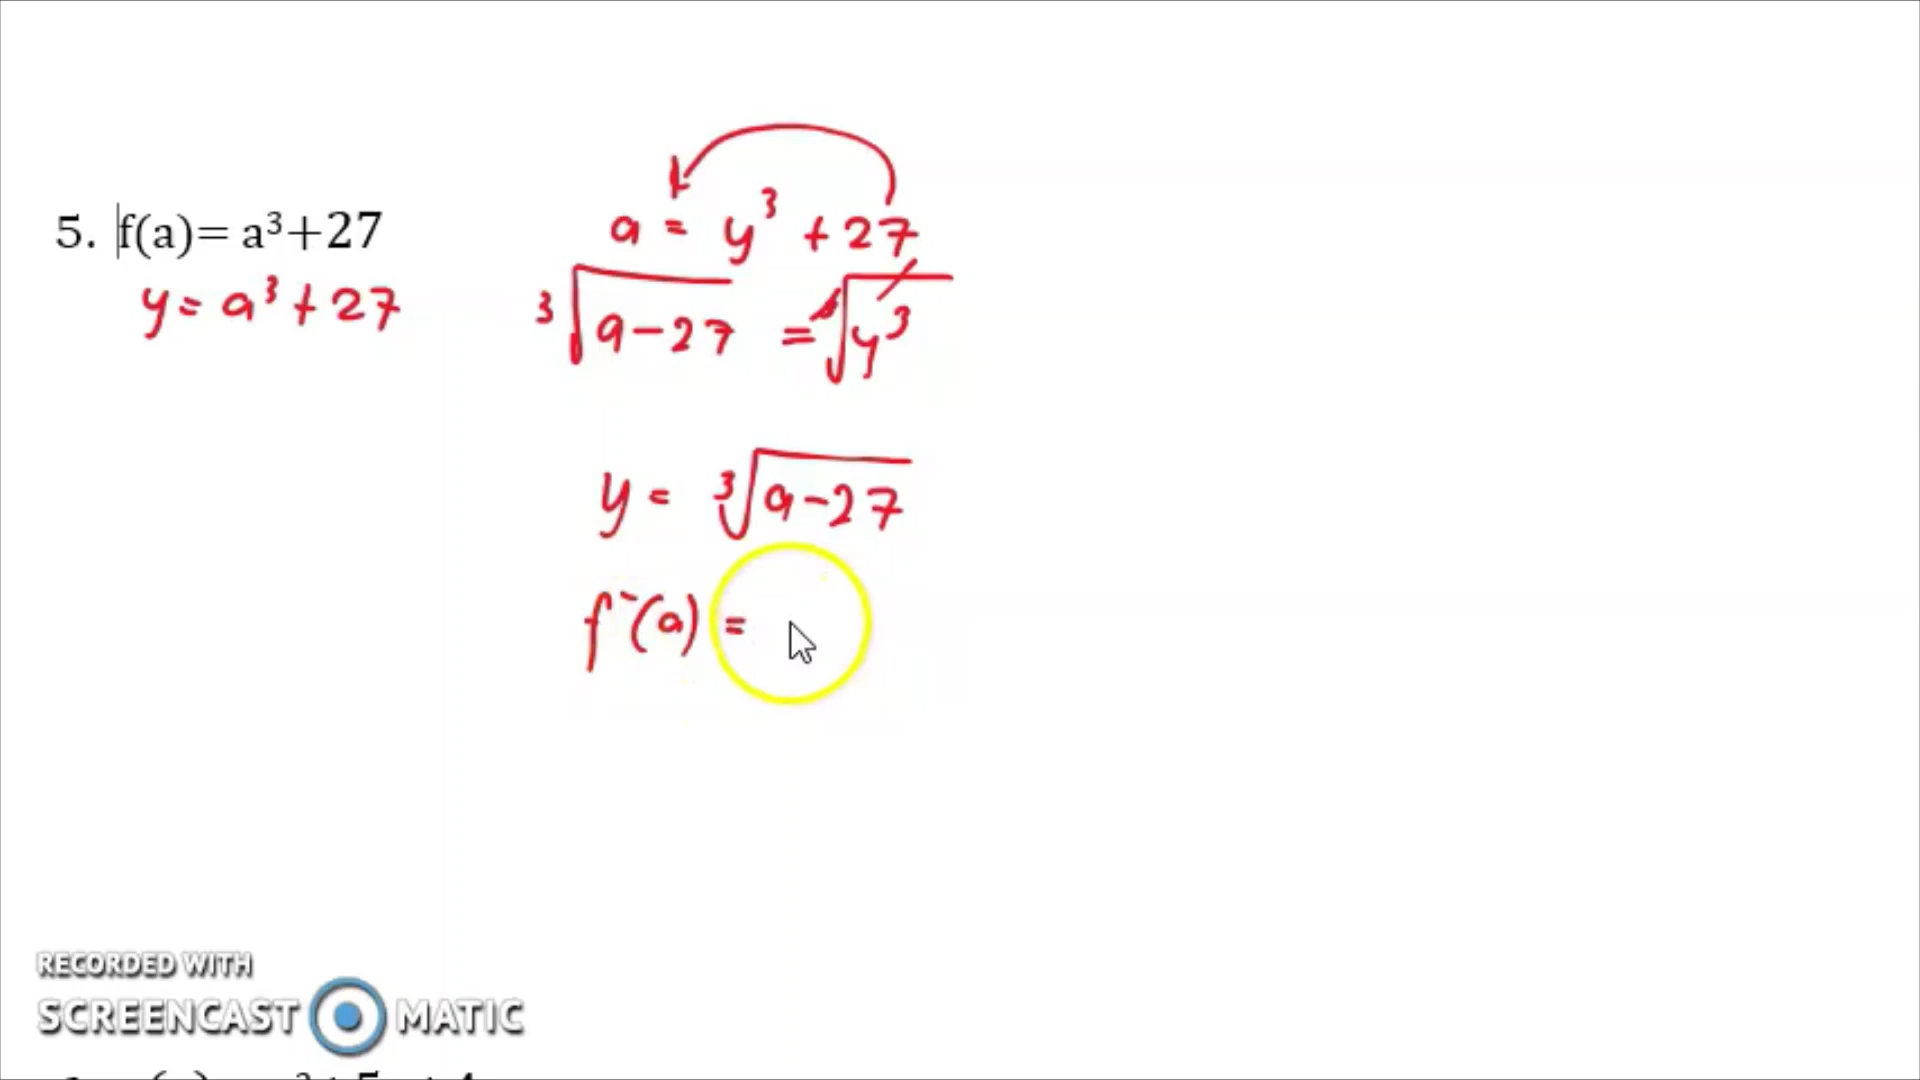 5. f(a)= a³+27
y = a³ + 27
a = y³ + 27
³√a-27 = ³√y³
y = ³√a-27
f⁻(a) =
RECORDED WITH
SCREENCAST MATIC